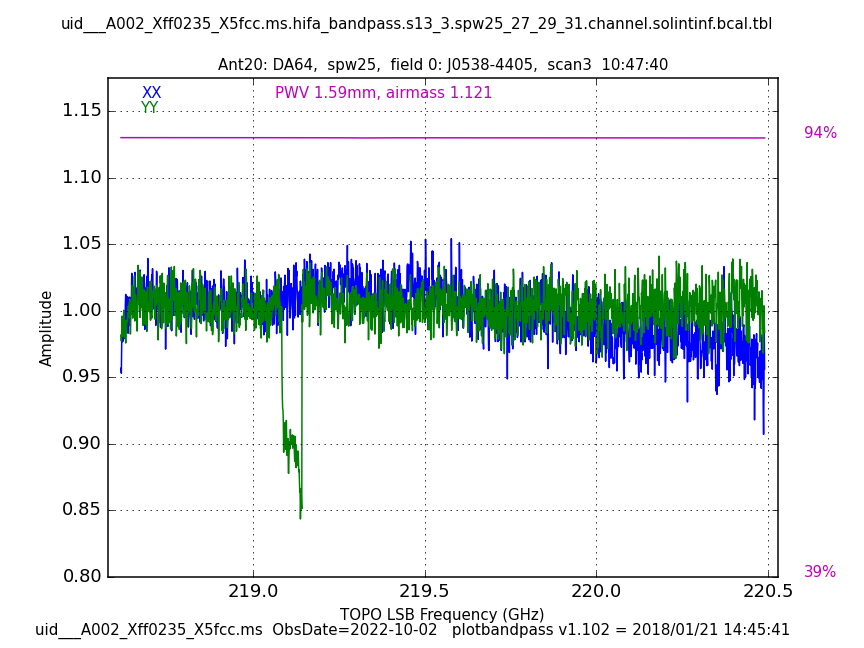 uid___A002_Xff0235_X5fcc.ms.hifa_bandpass.s13_3.spw25_27_29_31.channel.solintinf.bcal.tbl
Ant20: DA64,  spw25,  field 0: J0538-4405,  scan3  10:47:40
XX
PWV 1.59mm, airmass 1.121
YY
1.15
94%
1.10
1.05
1.00
0.95
0.90
0.85
0.80
39%
Amplitude
219.0
219.5
220.0
220.5
TOPO LSB Frequency (GHz)
uid___A002_Xff0235_X5fcc.ms  ObsDate=2022-10-02   plotbandpass v1.102 = 2018/01/21 14:45:41